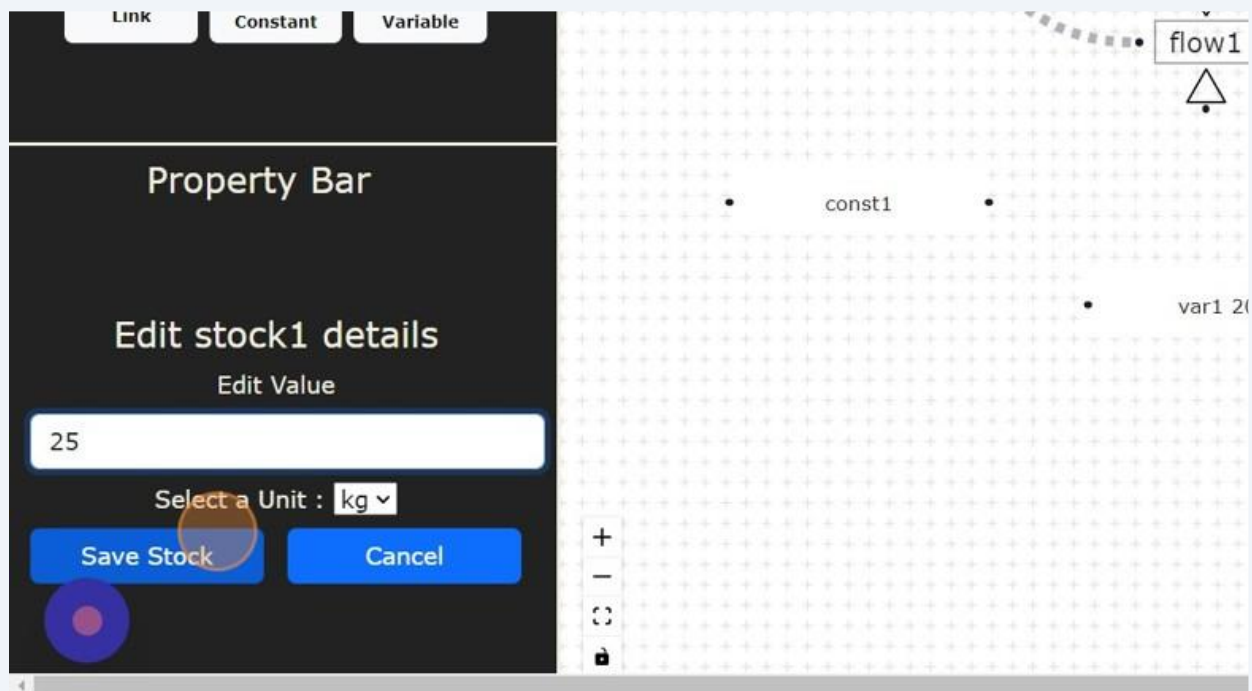 Link Constant Variable
flow1
Property Bar
const1
Edit stock1 details
var1 20
Edit Value
25
Select a Unit : kg
Save Stock Cancel